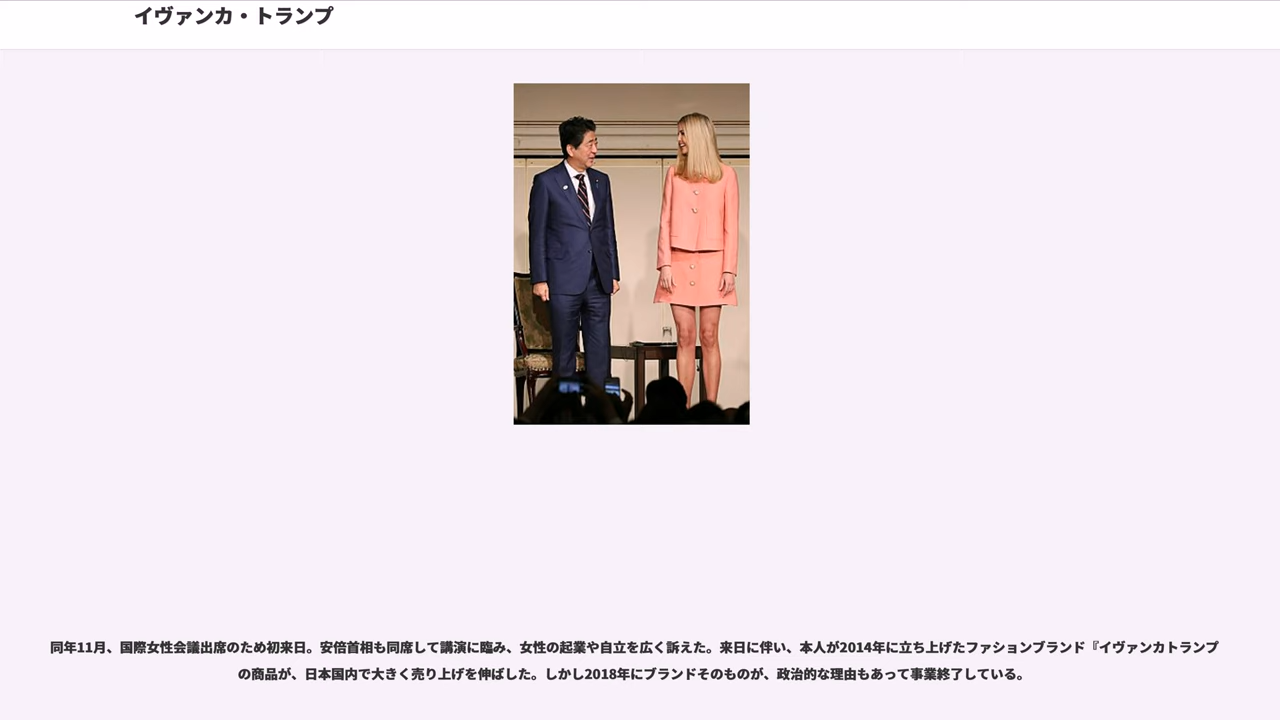 イヴァンカ・トランプ
同年11月、国際女性会議出席のため初来日。安倍首相も同席して講演に臨み、女性の起業や自立を広く訴えた。来日に伴い、本人が2014年に立ち上げたファションブランド『イヴァンカトランプ
の商品が、日本国内で大きく売り上げを伸ばした。しかし2018年にブランドそのものが、政治的な理由もあって事業終了している。